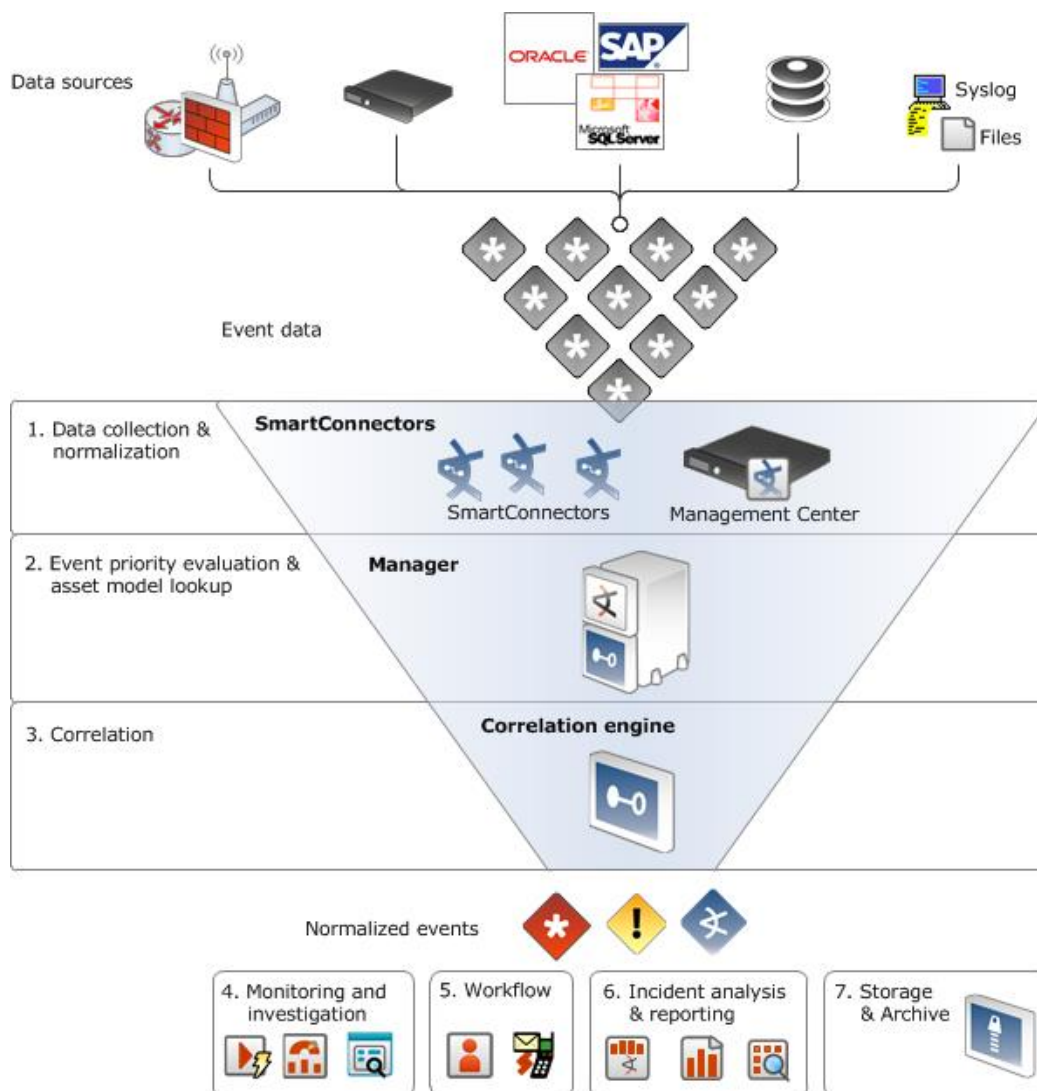 Data sources
ORACLE
SAP
Microsoft
SQLServer
Syslog
Files
Event data
1. Data collection &
normalization
SmartConnectors
SmartConnectors
Management Center
2. Event priority evaluation &
asset model lookup
Manager
3. Correlation
Correlation engine
Normalized events
4. Monitoring and
investigation
5. Workflow
6. Incident analysis
& reporting
7. Storage
& Archive